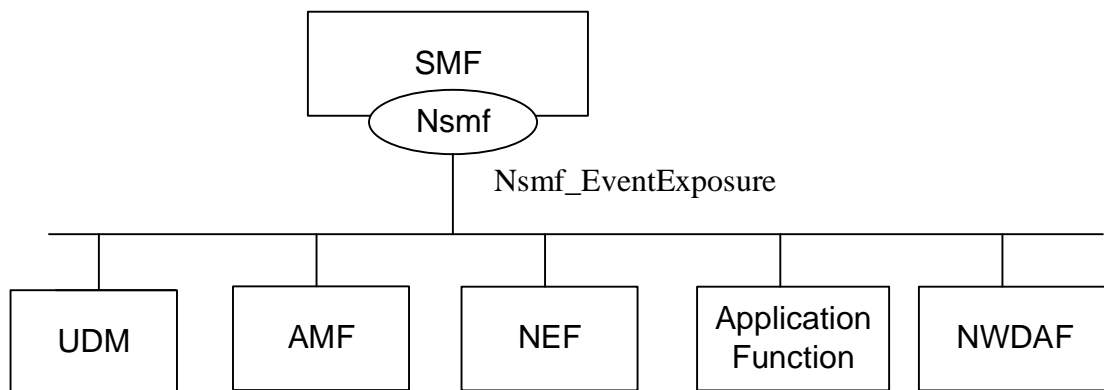 SMF
Nsmf
Nsmf_EventExposure
UDM
AMF
NEF
Application
Function
NWDAF